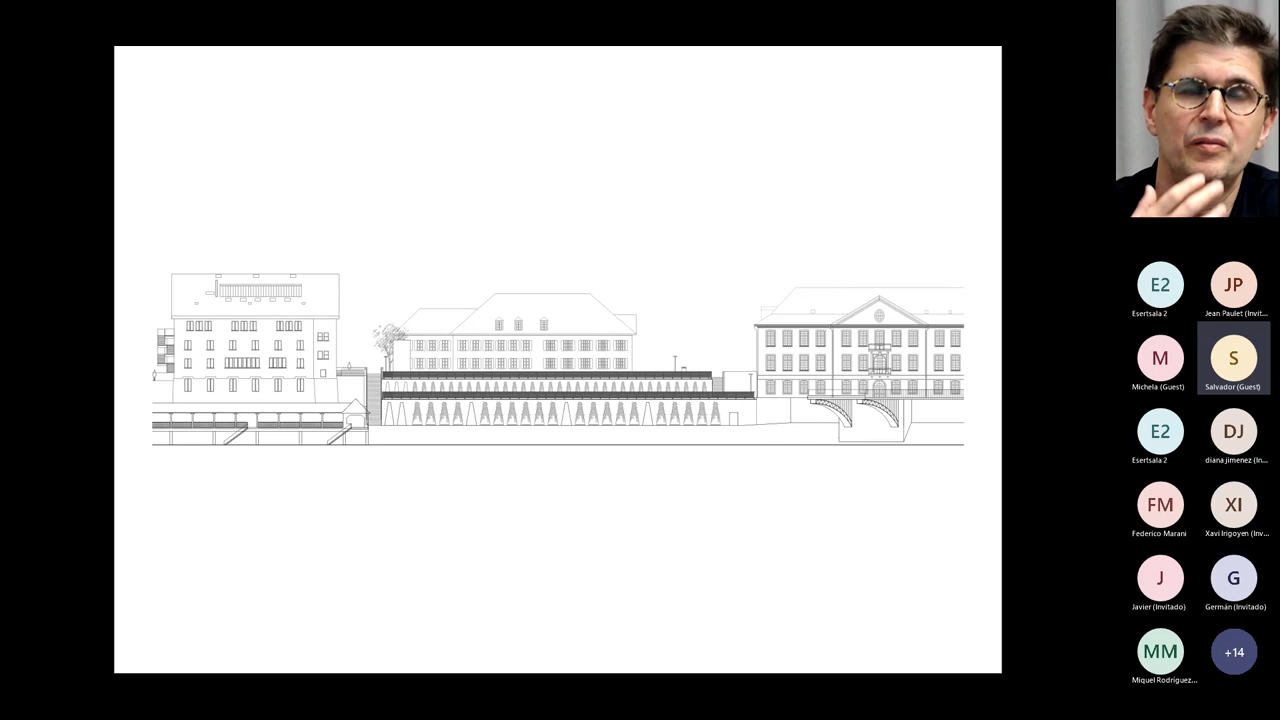 E2
Esertsala 2
JP
Jean Paulet (Invit...
M
Michela (Guest)
S
Salvador (Guest)
E2
Esertsala 2
DJ
diana jimenez (In...
FM
Federico Marani
XI
Xavi Irigoyen (Inv...
J
Javier (Invitado)
G
Germán (Invitado)
MM
Miquel Rodríguez...
+14